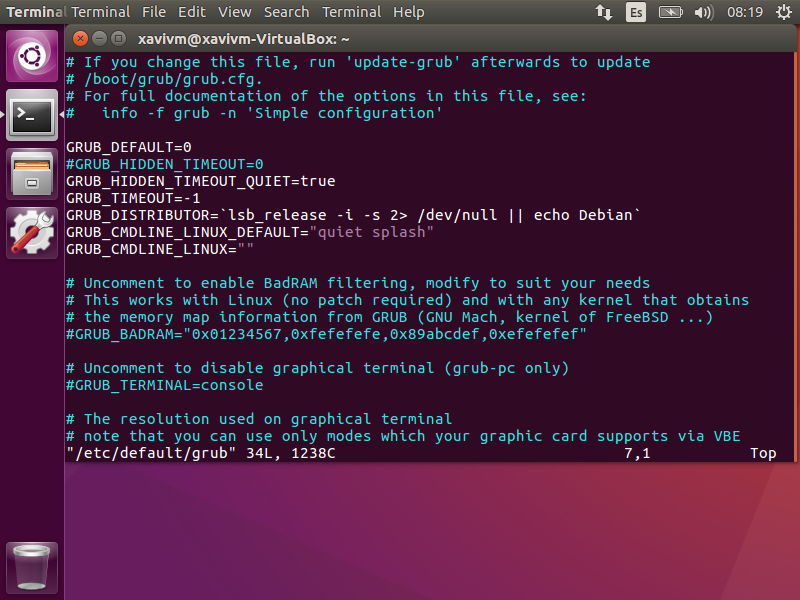 Terminal Terminal File Edit View Search Terminal Help Es 08:19
xavivm@xavivm-VirtualBox: ~
# If you change this file, run 'update-grub' afterwards to update
# /boot/grub/grub.cfg.
# For full documentation of the options in this file, see:
#   info -f grub -n 'Simple configuration'

GRUB_DEFAULT=0
#GRUB_HIDDEN_TIMEOUT=0
GRUB_HIDDEN_TIMEOUT_QUIET=true
GRUB_TIMEOUT=-1
GRUB_DISTRIBUTOR=`lsb_release -i -s 2> /dev/null || echo Debian`
GRUB_CMDLINE_LINUX_DEFAULT="quiet splash"
GRUB_CMDLINE_LINUX=""

# Uncomment to enable BadRAM filtering, modify to suit your needs
# This works with Linux (no patch required) and with any kernel that obtains
# the memory map information from GRUB (GNU Mach, kernel of FreeBSD ...)
#GRUB_BADRAM="0x01234567,0xfefefefe,0x89abcdef,0xefefefef"

# Uncomment to disable graphical terminal (grub-pc only)
#GRUB_TERMINAL=console

# The resolution used on graphical terminal
# note that you can use only modes which your graphic card supports via VBE
"/etc/default/grub" 34L, 1238C 7,1 Top